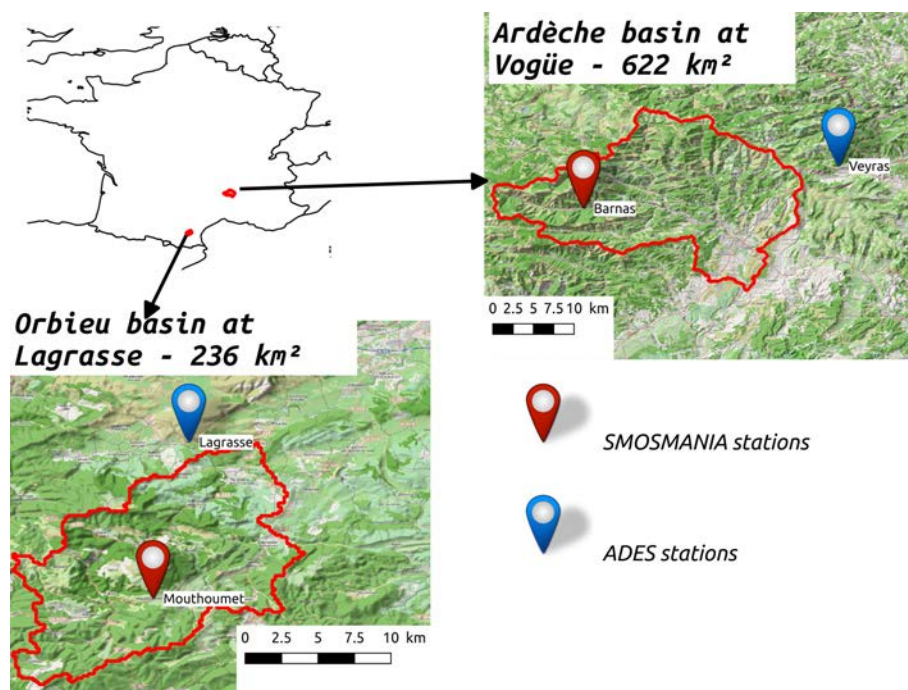 Ardèche basin at
Vogüe - 622 km²
Veyras
Barnas
0 2.5 5 7.5 10 km
Orbieu basin at
Lagrasse - 236 km²
Lagrasse
Mouthoumet
0 2.5 5 7.5 10 km
SMOSMANIA stations
ADES stations